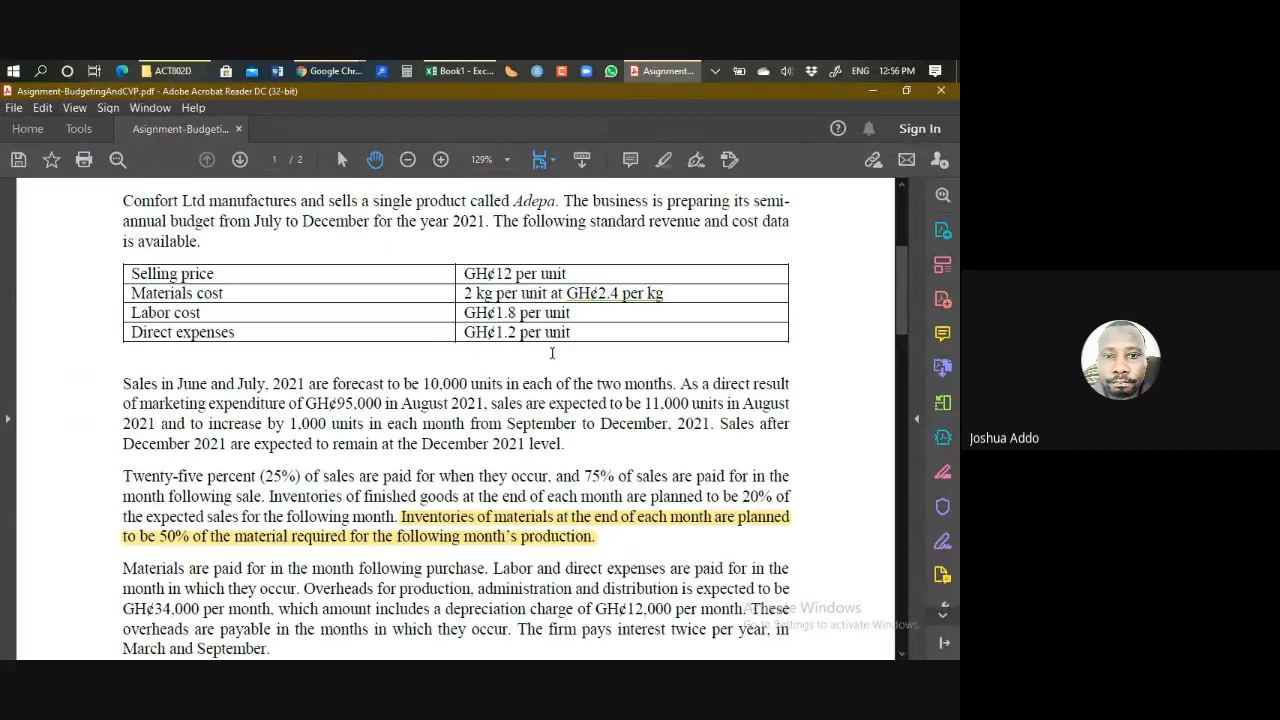 ACT802D
Google Chr...
Book1 - Exc...
Asignment...
ENG
12:56 PM
Asignment-BudgetingAndCVP.pdf - Adobe Acrobat Reader DC (32-bit)
File Edit View Sign Window Help
Home Tools Asignment-Budgeti... × Sign In
1 / 2 129%
Comfort Ltd manufactures and sells a single product called Adepa. The business is preparing its semi-
annual budget from July to December for the year 2021. The following standard revenue and cost data
is available.
Selling price GH¢12 per unit
Materials cost 2 kg per unit at GH¢2.4 per kg
Labor cost GH¢1.8 per unit
Direct expenses GH¢1.2 per unit
Sales in June and July, 2021 are forecast to be 10,000 units in each of the two months. As a direct result
of marketing expenditure of GH¢95,000 in August 2021, sales are expected to be 11,000 units in August
2021 and to increase by 1,000 units in each month from September to December, 2021. Sales after
December 2021 are expected to remain at the December 2021 level.
Twenty-five percent (25%) of sales are paid for when they occur, and 75% of sales are paid for in the
month following sale. Inventories of finished goods at the end of each month are planned to be 20% of
the expected sales for the following month. Inventories of materials at the end of each month are planned
to be 50% of the material required for the following month's production.
Materials are paid for in the month following purchase. Labor and direct expenses are paid for in the
month in which they occur. Overheads for production, administration and distribution is expected to be
GH¢34,000 per month, which amount includes a depreciation charge of GH¢12,000 per month. These
overheads are payable in the months in which they occur. The firm pays interest twice per year, in
March and September.
Activate Windows
Go to Settings to activate Windows.
Joshua Addo